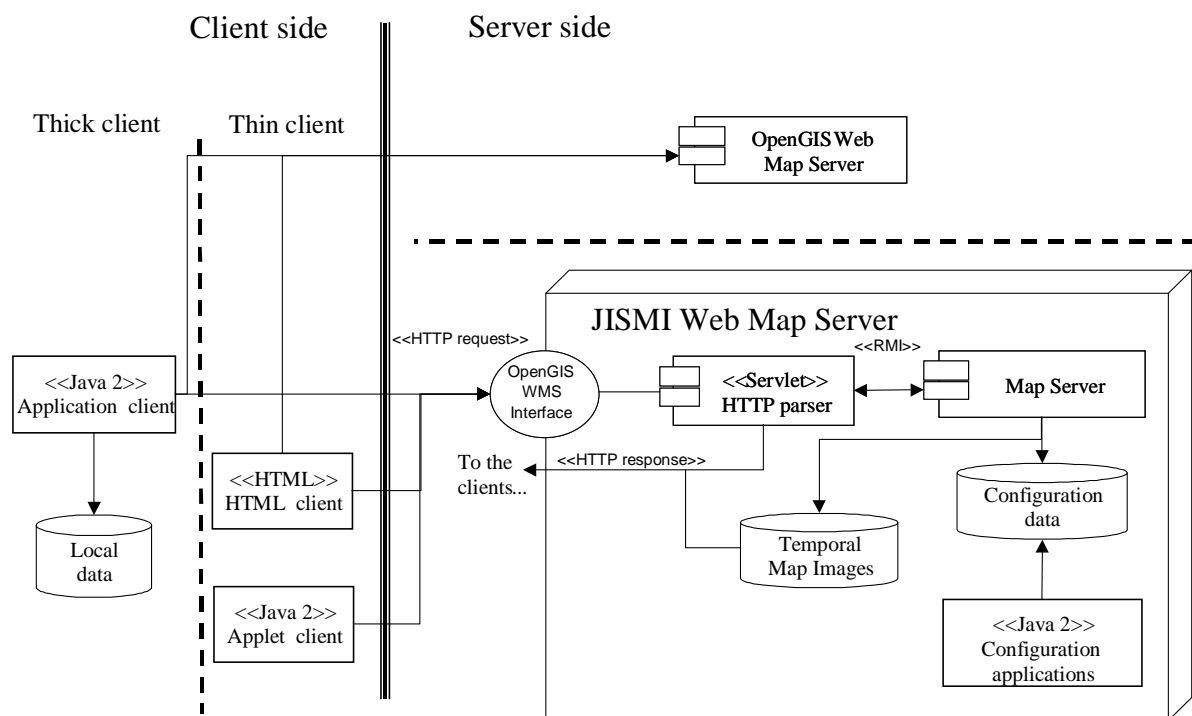 Client side
Server side
Thick client
Thin client
OpenGIS Web
Map Server
JISMI Web Map Server
<<HTTP request>>
<<RMI>>
<<Java 2>>
Application client
OpenGIS
WMS
Interface
<<Servlet>>
HTTP parser
Map Server
To the
clients...
<<HTTP response>>
<<HTML>>
HTML client
Configuration
data
Local
data
Temporal
Map Images
<<Java 2>>
Applet client
<<Java 2>>
Configuration
applications